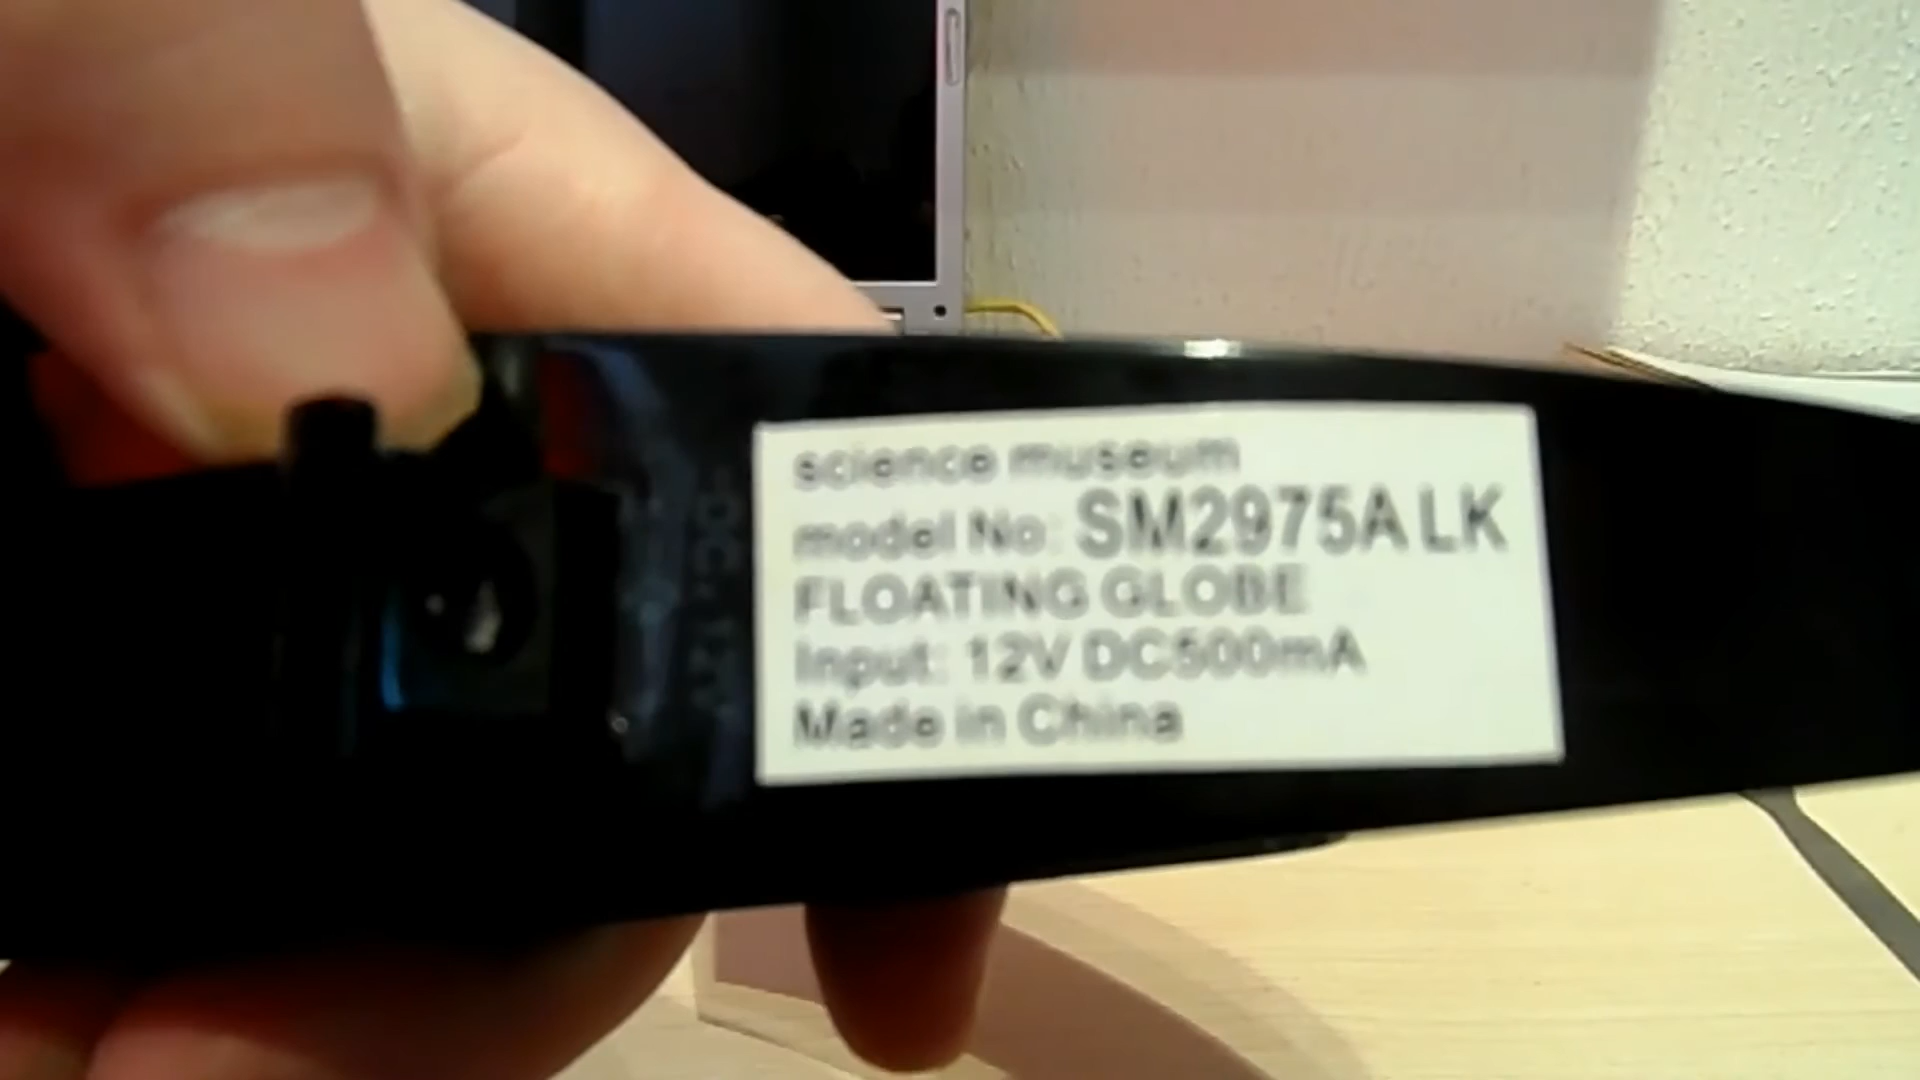 science museum
model No: SM2975A LK
FLOATING GLOBE
Input: 12V DC500mA
Made in China